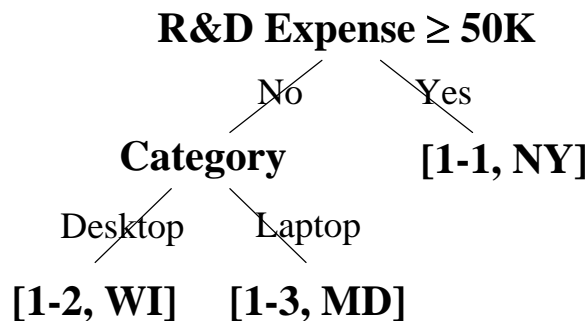 R&D Expense ≥ 50K
No Yes
Category [1-1, NY]
Desktop Laptop
[1-2, WI] [1-3, MD]